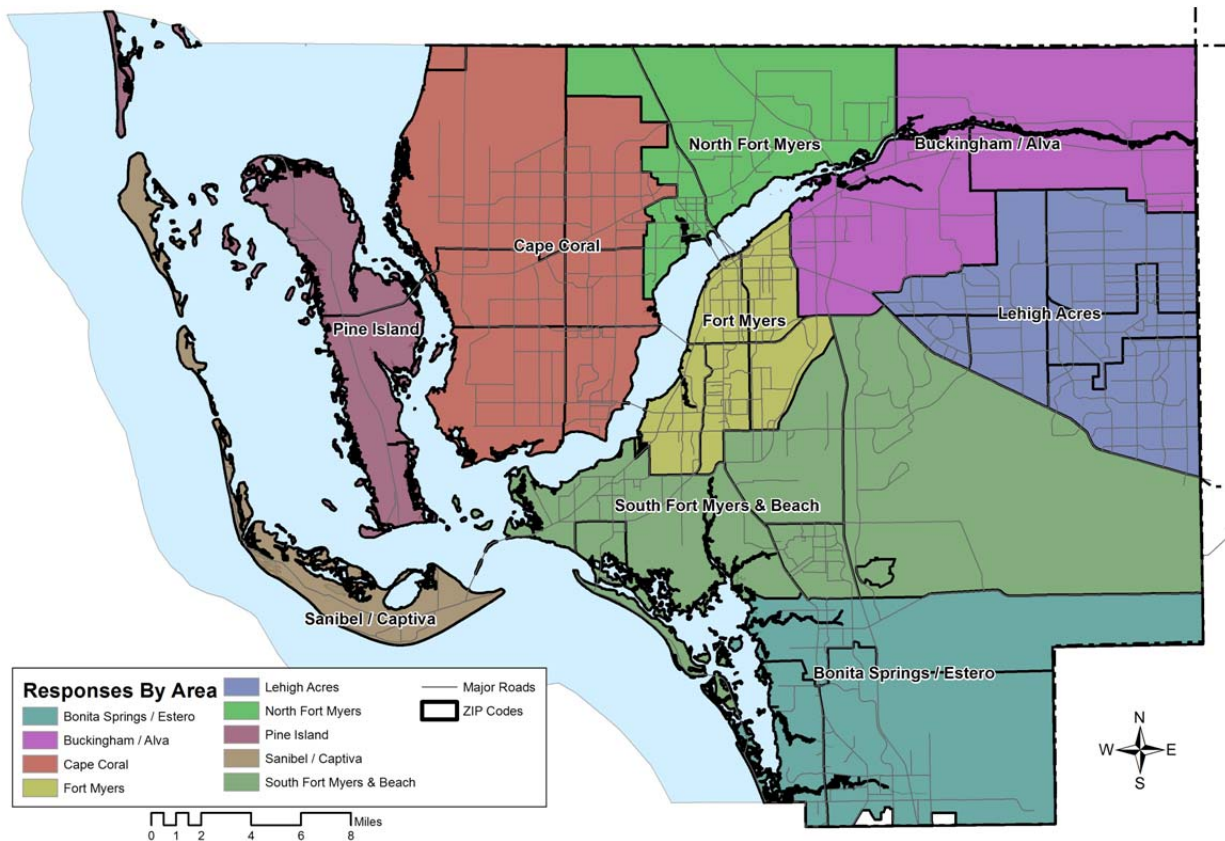 North Fort Myers
Buckingham / Alva
Cape Coral
Pine Island
Fort Myers
Lehigh Acres
South Fort Myers & Beach
Sanibel / Captiva
Bonita Springs / Estero
Responses By Area
Bonita Springs / Estero
Buckingham / Alva
Cape Coral
Fort Myers
Lehigh Acres
North Fort Myers
Pine Island
Sanibel / Captiva
South Fort Myers & Beach
Major Roads
ZIP Codes
N
W E
S
Miles
0 1 2 4 6 8